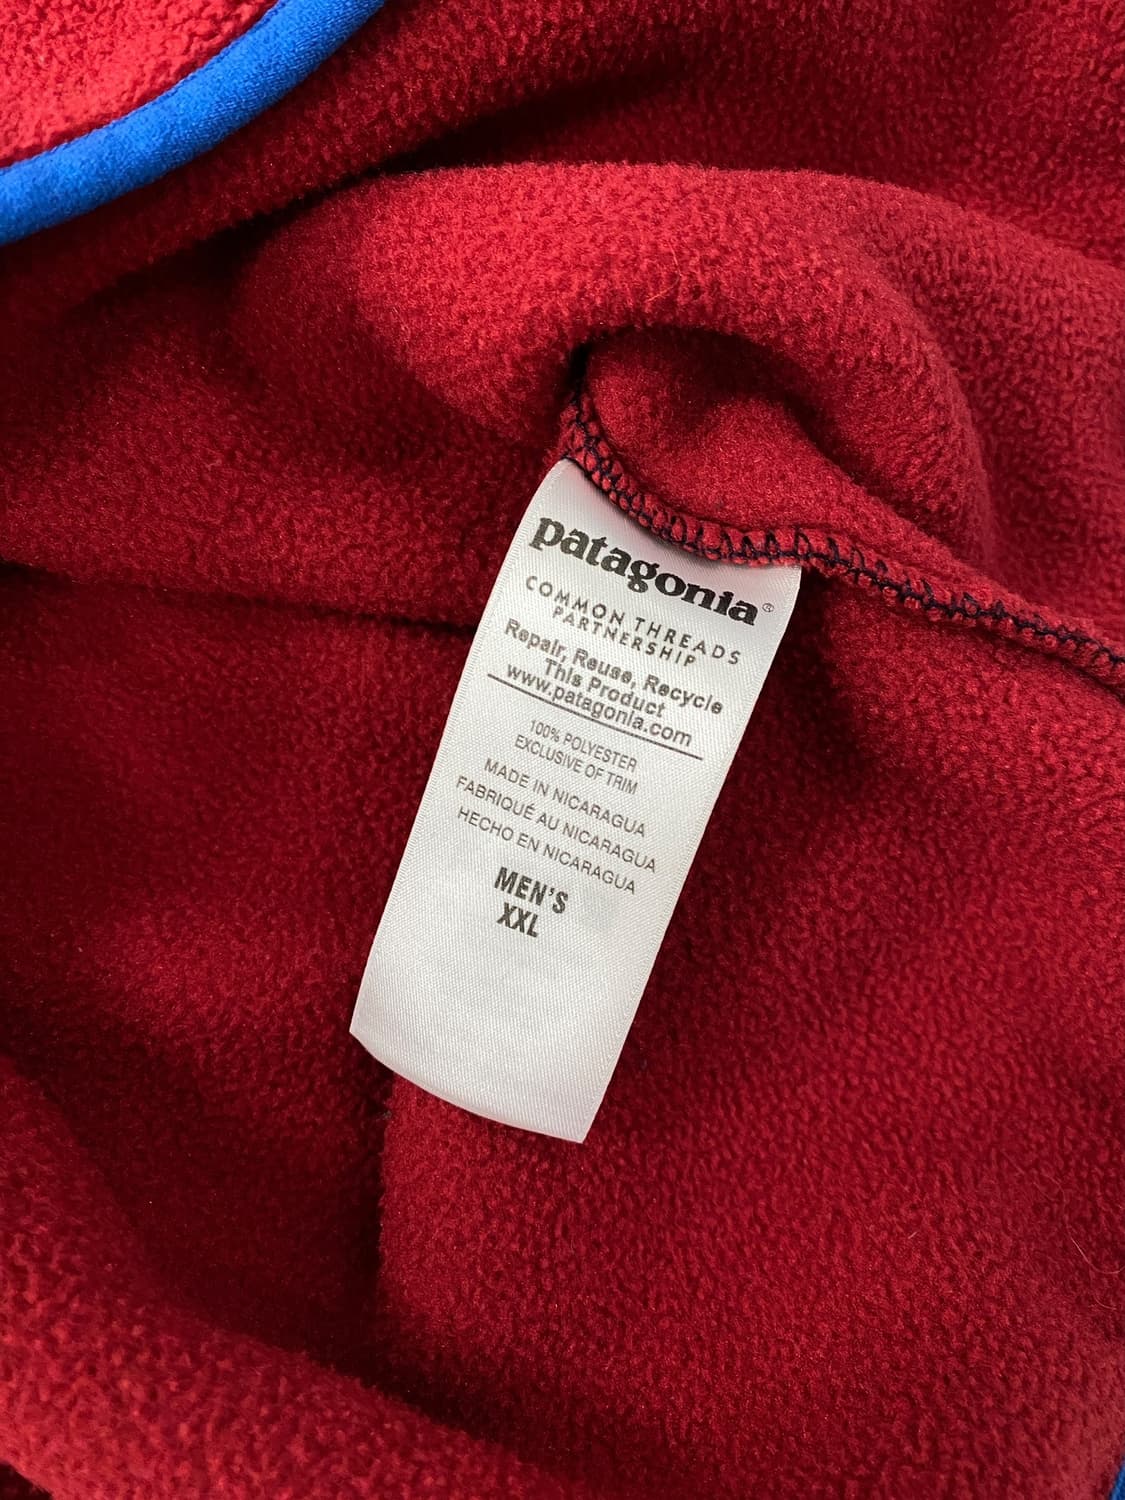 patagonia®
COMMON THREADS
PARTNERSHIP
Repair, Reuse, Recycle
This Product
www.patagonia.com
100% POLYESTER
EXCLUSIVE OF TRIM
MADE IN NICARAGUA
FABRIQUÉ AU NICARAGUA
HECHO EN NICARAGUA
MEN'S
XXL